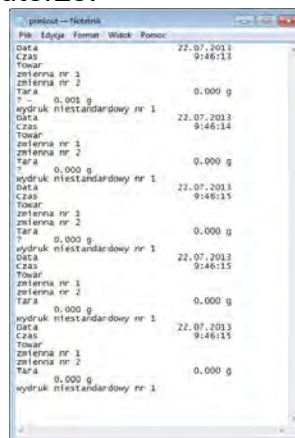 printout — Notatnik
Plik Edycja Format Widok Pomoc
Data 22.07.2013
Czas 9:46:13
Towar
zmienna nr 1
zmienna nr 2
Tara 0.000 g
? - 0.001 g
wydruk niestandardowy nr 1
Data 22.07.2013
Czas 9:46:14
Towar
zmienna nr 1
zmienna nr 2
Tara 0.000 g
? 0.000 g
wydruk niestandardowy nr 1
Data 22.07.2013
Czas 9:46:15
Towar
zmienna nr 1
zmienna nr 2
Tara 0.000 g
? 0.000 g
wydruk niestandardowy nr 1
Data 22.07.2013
Czas 9:46:15
Towar
zmienna nr 1
zmienna nr 2
Tara 0.000 g
0.000 g
wydruk niestandardowy nr 1
Data 22.07.2013
Czas 9:46:15
Towar
zmienna nr 1
zmienna nr 2
Tara 0.000 g
0.000 g
wydruk niestandardowy nr 1